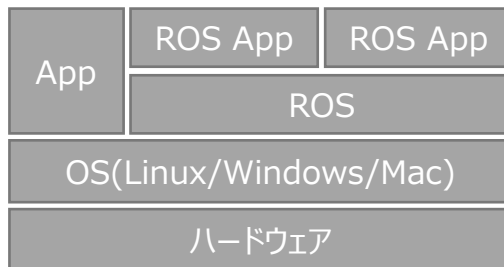 App
ROS App
ROS App
ROS
OS(Linux/Windows/Mac)
ハードウェア